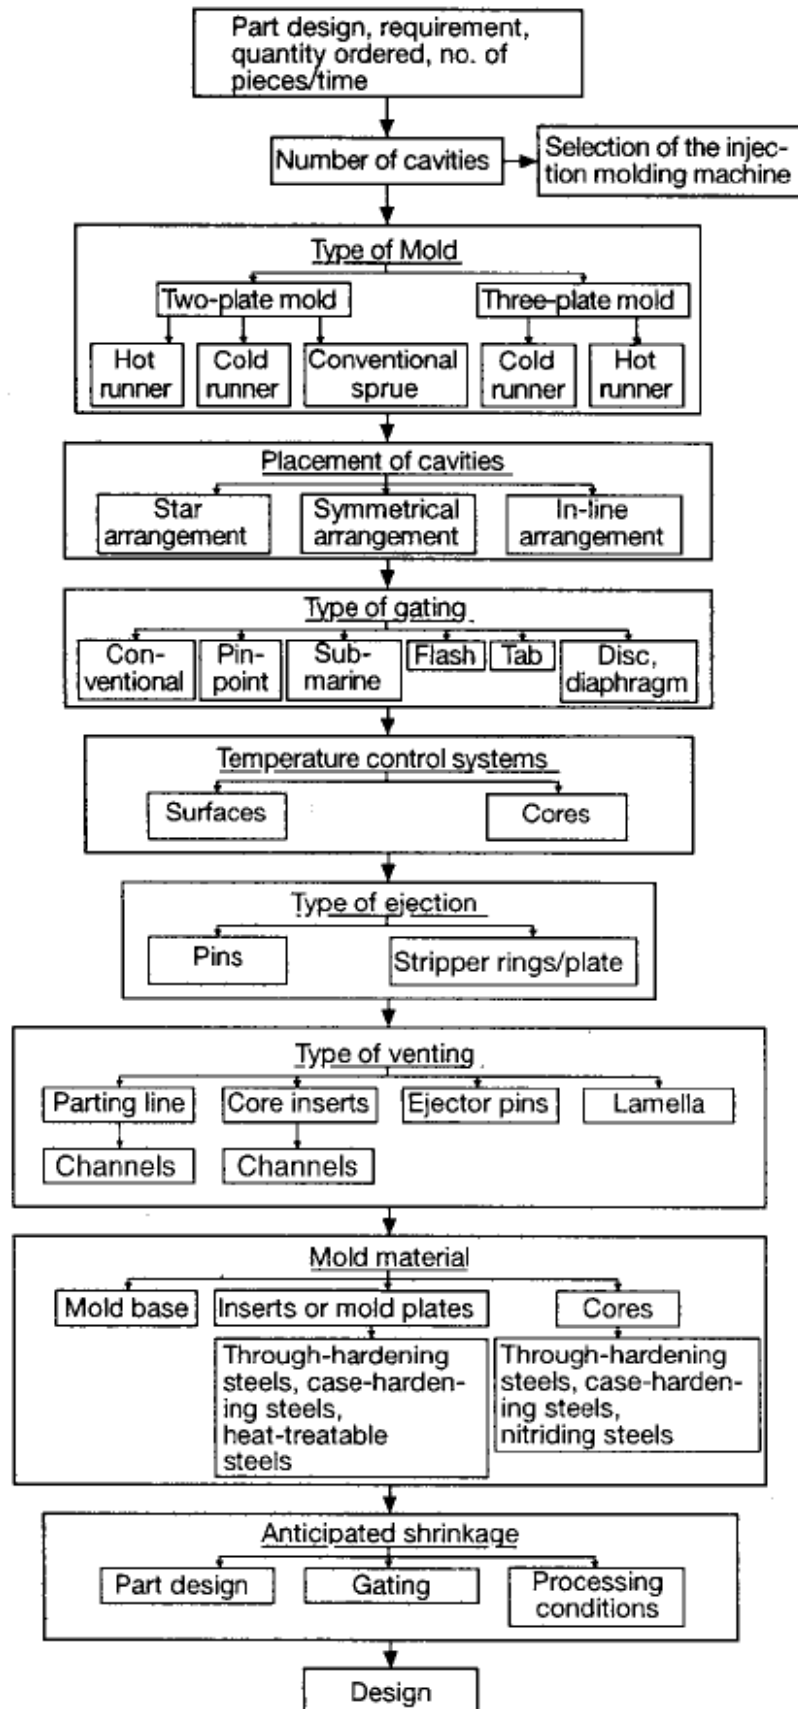 Part design, requirement,
quantity ordered, no. of
pieces/time
Number of cavities
Selection of the injec-
tion molding machine
Type of Mold
Two-plate mold
Three-plate mold
Hot
runner
Cold
runner
Conventional
sprue
Cold
runner
Hot
runner
Placement of cavities
Star
arrangement
Symmetrical
arrangement
In-line
arrangement
Type of gating
Con-
ventional
Pin-
point
Sub-
marine
Flash
Tab
Disc,
diaphragm
Temperature control systems
Surfaces
Cores
Type of ejection
Pins
Stripper rings/plate
Type of venting
Parting line
Core inserts
Ejector pins
Lamella
Channels
Channels
Mold material
Mold base
Inserts or mold plates
Cores
Through-hardening
steels, case-harden-
ing steels,
heat-treatable
steels
Through-hardening
steels, case-harden-
ing steels,
nitriding steels
Anticipated shrinkage
Part design
Gating
Processing
conditions
Design